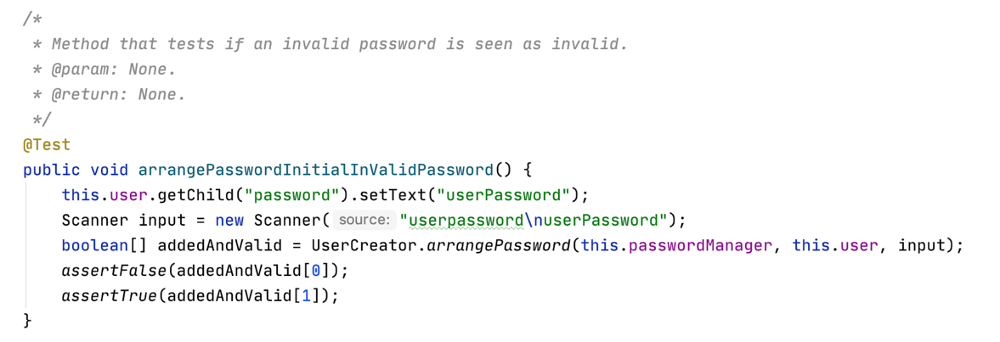 /*
 * Method that tests if an invalid password is seen as invalid.
 * @param: None.
 * @return: None.
 */
@Test
public void arrangePasswordInitialInValidPassword() {
    this.user.getChild("password").setText("userPassword");
    Scanner input = new Scanner( source: "userpassword\nuserPassword");
    boolean[] addedAndValid = UserCreator.arrangePassword(this.passwordManager, this.user, input);
    assertFalse(addedAndValid[0]);
    assertTrue(addedAndValid[1]);
}